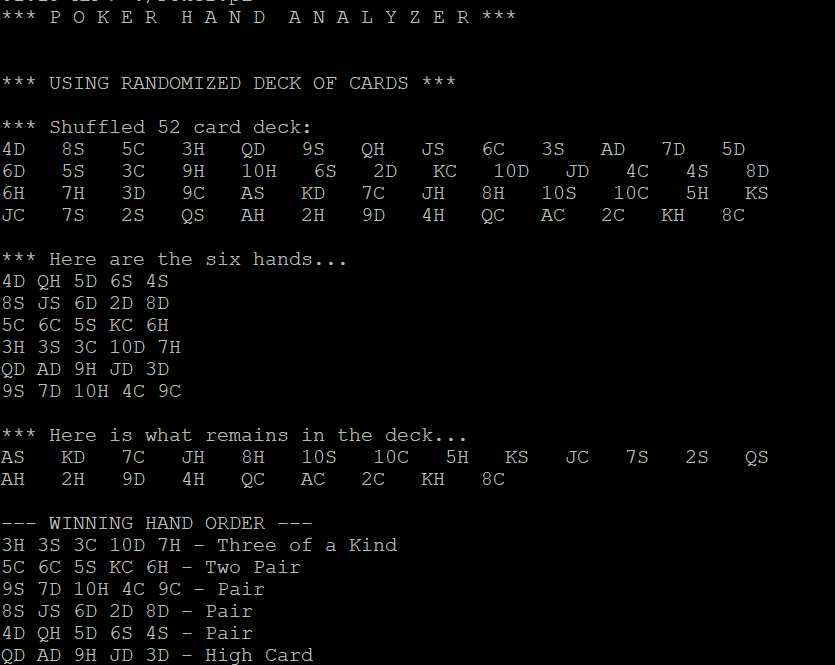 *** P O K E R   H A N D   A N A L Y Z E R ***
*** USING RANDOMIZED DECK OF CARDS ***
*** Shuffled 52 card deck:
4D 8S 5C 3H QD 9S QH JS 6C 3S AD 7D 5D
6D 5S 3C 9H 10H 6S 2D KC 10D JD 4C 4S 8D
6H 7H 3D 9C AS KD 7C JH 8H 10S 10C 5H KS
JC 7S 2S QS AH 2H 9D 4H QC AC 2C KH 8C
*** Here are the six hands...
4D QH 5D 6S 4S
8S JS 6D 2D 8D
5C 6C 5S KC 6H
3H 3S 3C 10D 7H
QD AD 9H JD 3D
9S 7D 10H 4C 9C
*** Here is what remains in the deck...
AS KD 7C JH 8H 10S 10C 5H KS JC 7S 2S QS
AH 2H 9D 4H QC AC 2C KH 8C
--- WINNING HAND ORDER ---
3H 3S 3C 10D 7H - Three of a Kind
5C 6C 5S KC 6H - Two Pair
9S 7D 10H 4C 9C - Pair
8S JS 6D 2D 8D - Pair
4D QH 5D 6S 4S - Pair
QD AD 9H JD 3D - High Card